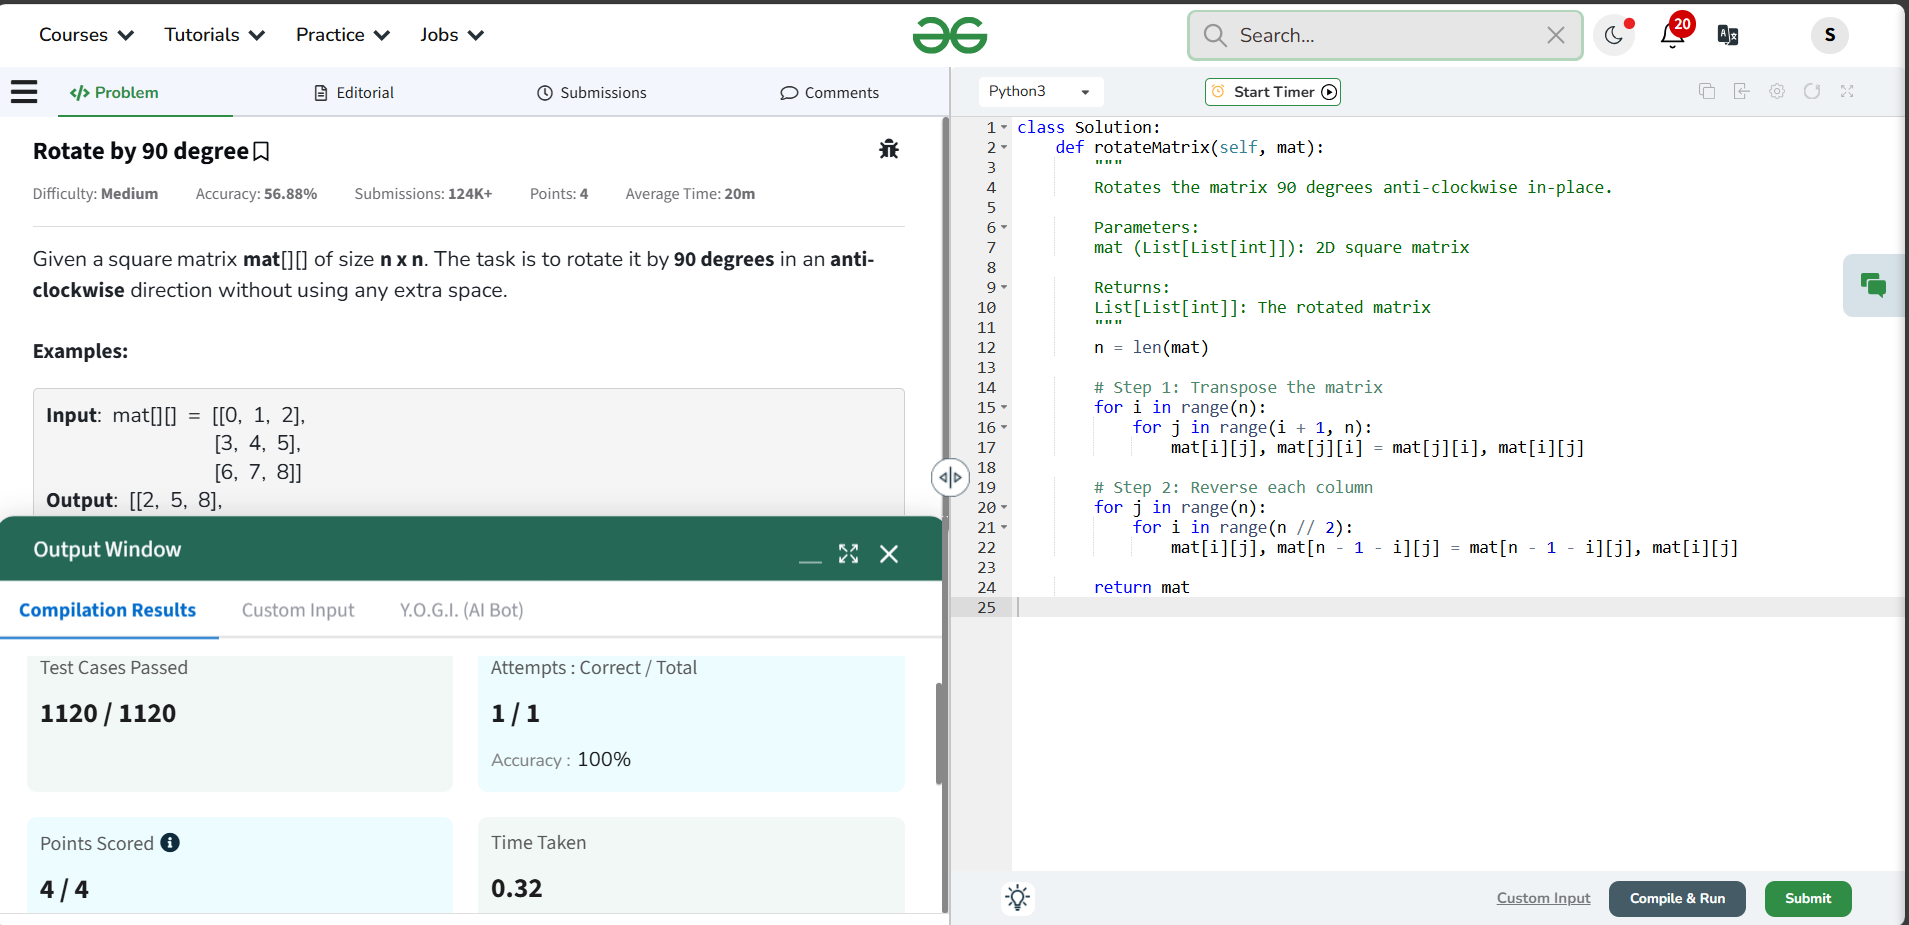 Courses Tutorials Practice Jobs
Search...
20
S
Problem Editorial Submissions Comments
Python3
Start Timer
Rotate by 90 degree
Difficulty: Medium Accuracy: 56.88% Submissions: 124K+ Points: 4 Average Time: 20m
Given a square matrix mat[][] of size n x n. The task is to rotate it by 90 degrees in an anti-
clockwise direction without using any extra space.
Examples:
Input: mat[][] = [[0, 1, 2],
[3, 4, 5],
[6, 7, 8]]
Output: [[2, 5, 8],
Output Window
Compilation Results Custom Input Y.O.G.I. (AI Bot)
Test Cases Passed
1120 / 1120
Attempts : Correct / Total
1 / 1
Accuracy : 100%
Points Scored
4 / 4
Time Taken
0.32
1 class Solution:
2     def rotateMatrix(self, mat):
3         """
4         Rotates the matrix 90 degrees anti-clockwise in-place.
5
6         Parameters:
7         mat (List[List[int]]): 2D square matrix
8
9         Returns:
10         List[List[int]]: The rotated matrix
11         """
12         n = len(mat)
13
14         # Step 1: Transpose the matrix
15         for i in range(n):
16             for j in range(i + 1, n):
17                 mat[i][j], mat[j][i] = mat[j][i], mat[i][j]
18
19         # Step 2: Reverse each column
20         for j in range(n):
21             for i in range(n // 2):
22                 mat[i][j], mat[n - 1 - i][j] = mat[n - 1 - i][j], mat[i][j]
23
24         return mat
25
Custom Input Compile & Run Submit